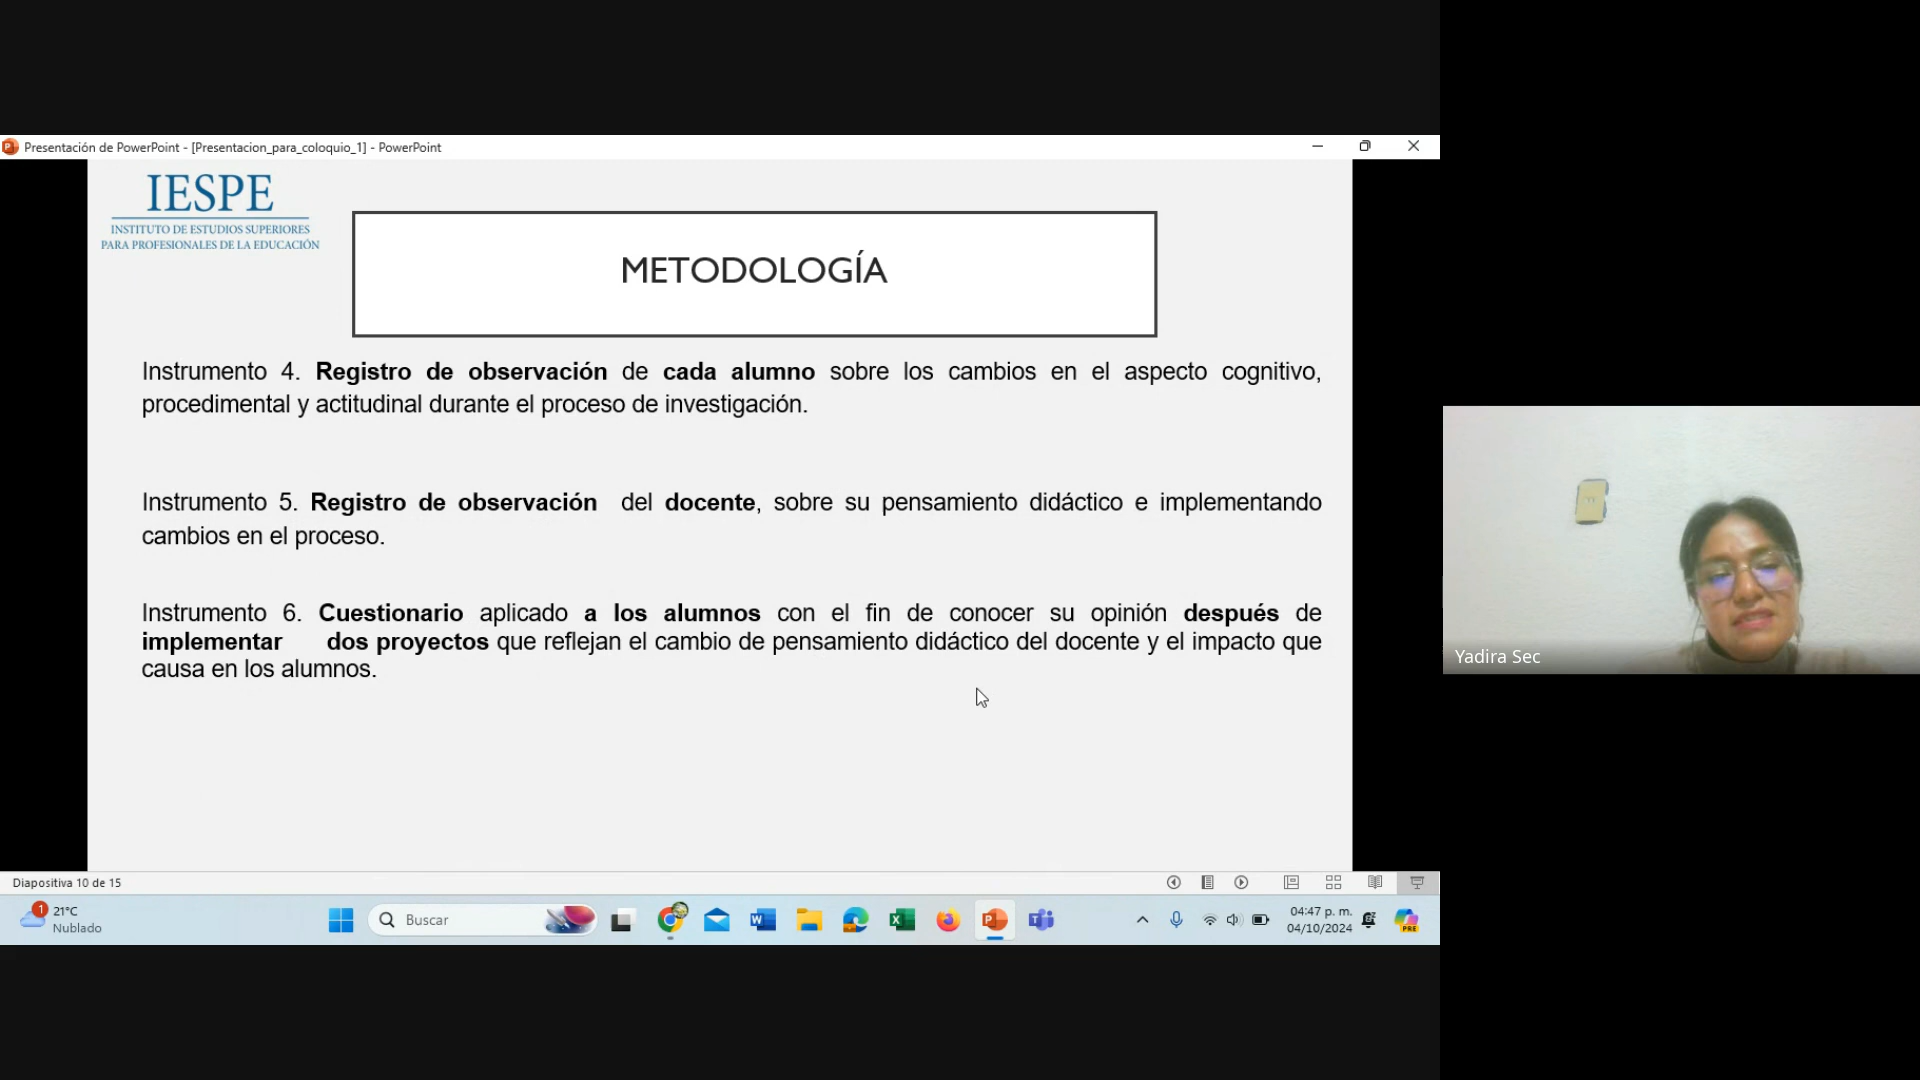 Presentación de PowerPoint - [Presentacion_para_coloquio_1] - PowerPoint
IESPE
INSTITUTO DE ESTUDIOS SUPERIORES
PARA PROFESIONALES DE LA EDUCACIÓN
METODOLOGÍA
Instrumento 4. Registro de observación de cada alumno sobre los cambios en el aspecto cognitivo,
procedimental y actitudinal durante el proceso de investigación.
Instrumento 5. Registro de observación del docente, sobre su pensamiento didáctico e implementando
cambios en el proceso.
Instrumento 6. Cuestionario aplicado a los alumnos con el fin de conocer su opinión después de
implementar dos proyectos que reflejan el cambio de pensamiento didáctico del docente y el impacto que
causa en los alumnos.
Yadira Sec
Diapositiva 10 de 15
1
21°C
Nublado
Buscar
04:47 p. m.
04/10/2024
PRE